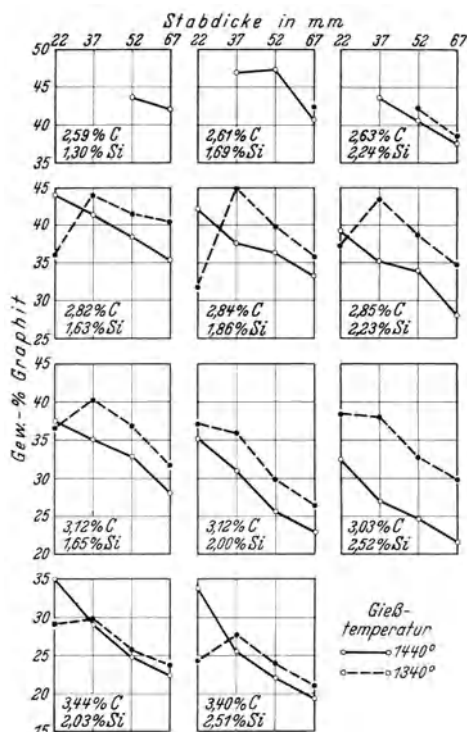 Stabdicke in mm
22 37 52 67 22 37 52 67 22 37 52 67
50
45
40
35
2,59% C
1,30% Si
2,61% C
1,69% Si
2,63% C
2,24% Si
45
40
35
30
25
2,82% C
1,63% Si
2,84% C
1,86% Si
2,85% C
2,23% Si
Gew.-% Graphit
45
40
35
30
25
20
3,12% C
1,65% Si
3,12% C
2,00% Si
3,03% C
2,52% Si
35
30
25
20
15
3,44% C
2,03% Si
3,40% C
2,51% Si
Gieß-
temperatur
1440°
1340°